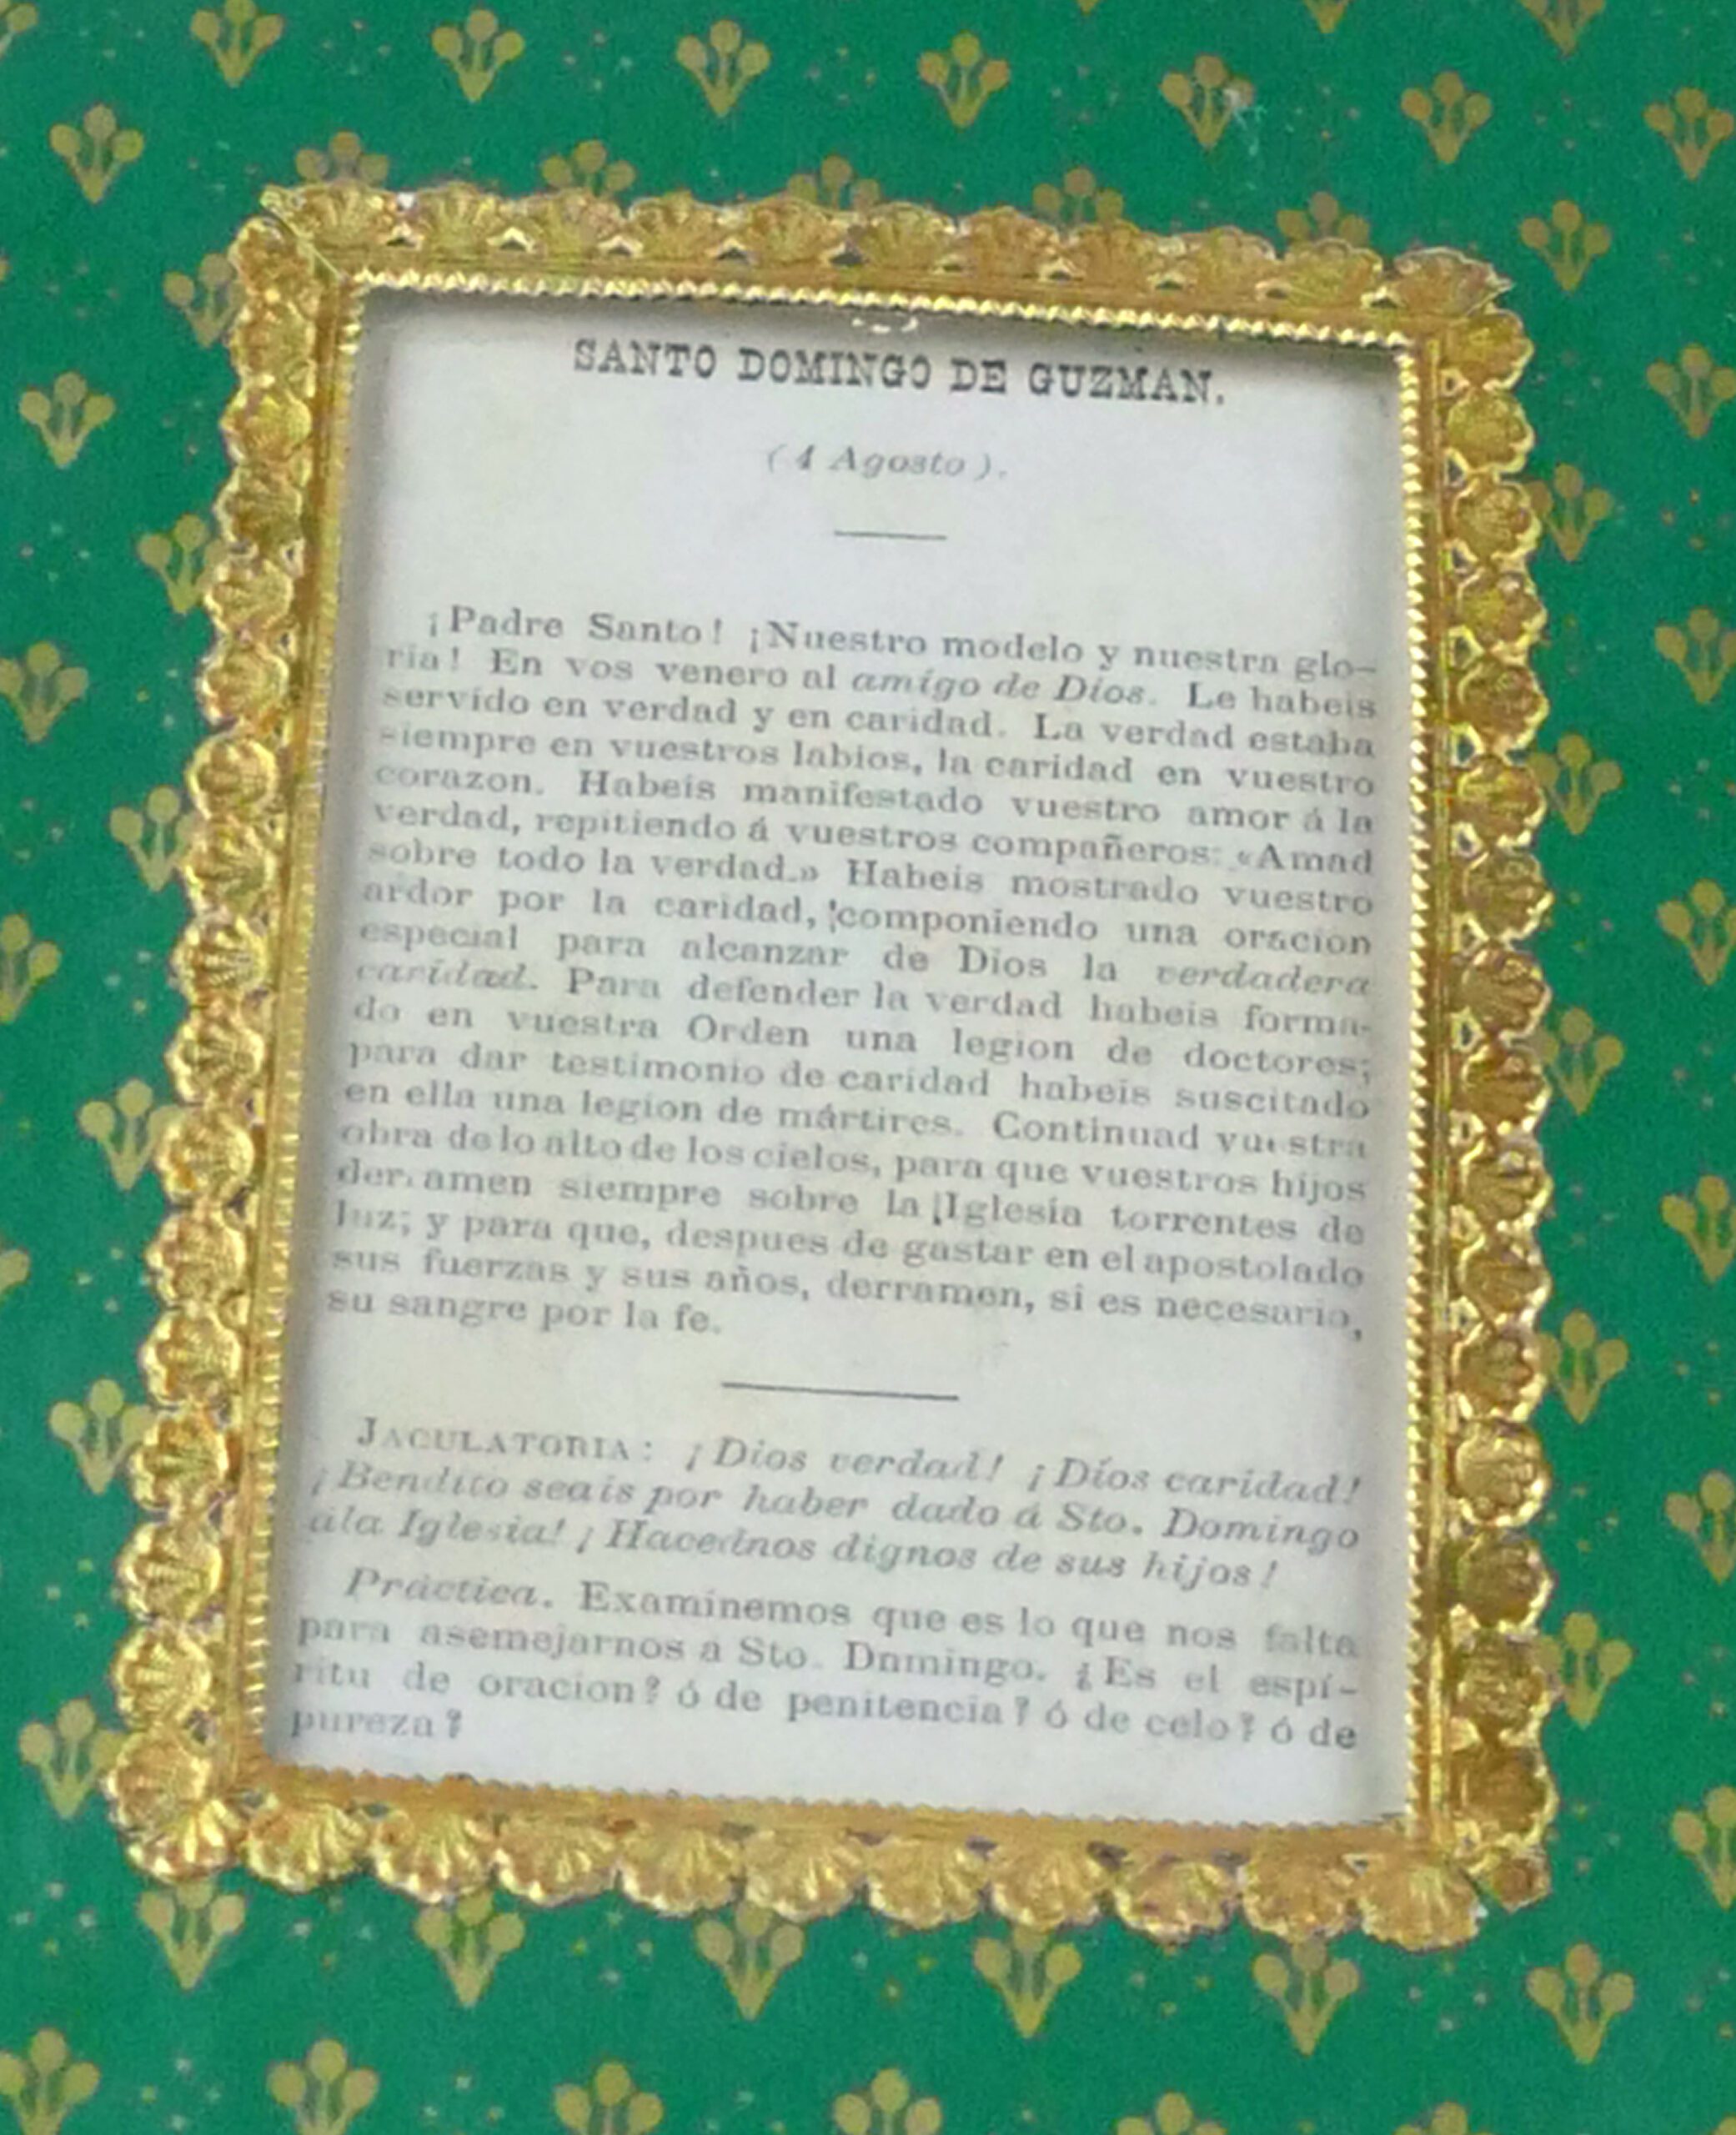 SANTO DOMINGO DE GUZMAN.
(4 Agosto).
¡Padre Santo! ¡Nuestro modelo y nuestra glo-
ria! En vos venero al amigo de Dios. Le habeis
servido en verdad y en caridad. La verdad estaba
siempre en vuestros labios, la caridad en vuestro
corazon. Habeis manifestado vuestro amor á la
verdad, repitiendo á vuestros compañeros: «Amad
sobre todo la verdad.» Habeis mostrado vuestro
ardor por la caridad, componiendo una oracion
especial para alcanzar de Dios la verdadera
caridad. Para defender la verdad habeis forma-
do en vuestra Orden una legion de doctores;
para dar testimonio de caridad habeis suscitado
en ella una legion de mártires. Continuad vuestra
obra de lo alto de los cielos, para que vuestros hijos
derramen siempre sobre la Iglesia torrentes de
luz; y para que, despues de gastar en el apostolado
sus fuerzas y sus años, derramen, si es necesario,
su sangre por la fe.
JACULATORIA: ¡Dios verdad! ¡Dios caridad!
¡Bendito seais por haber dado á Sto. Domingo
á la Iglesia! ¡Hacednos dignos de sus hijos!
Práctica. Examinemos que es lo que nos falta
para asemejarnos a Sto. Domingo. ¿Es el espí-
ritu de oracion? ó de penitencia? ó de celo? ó de
pureza?